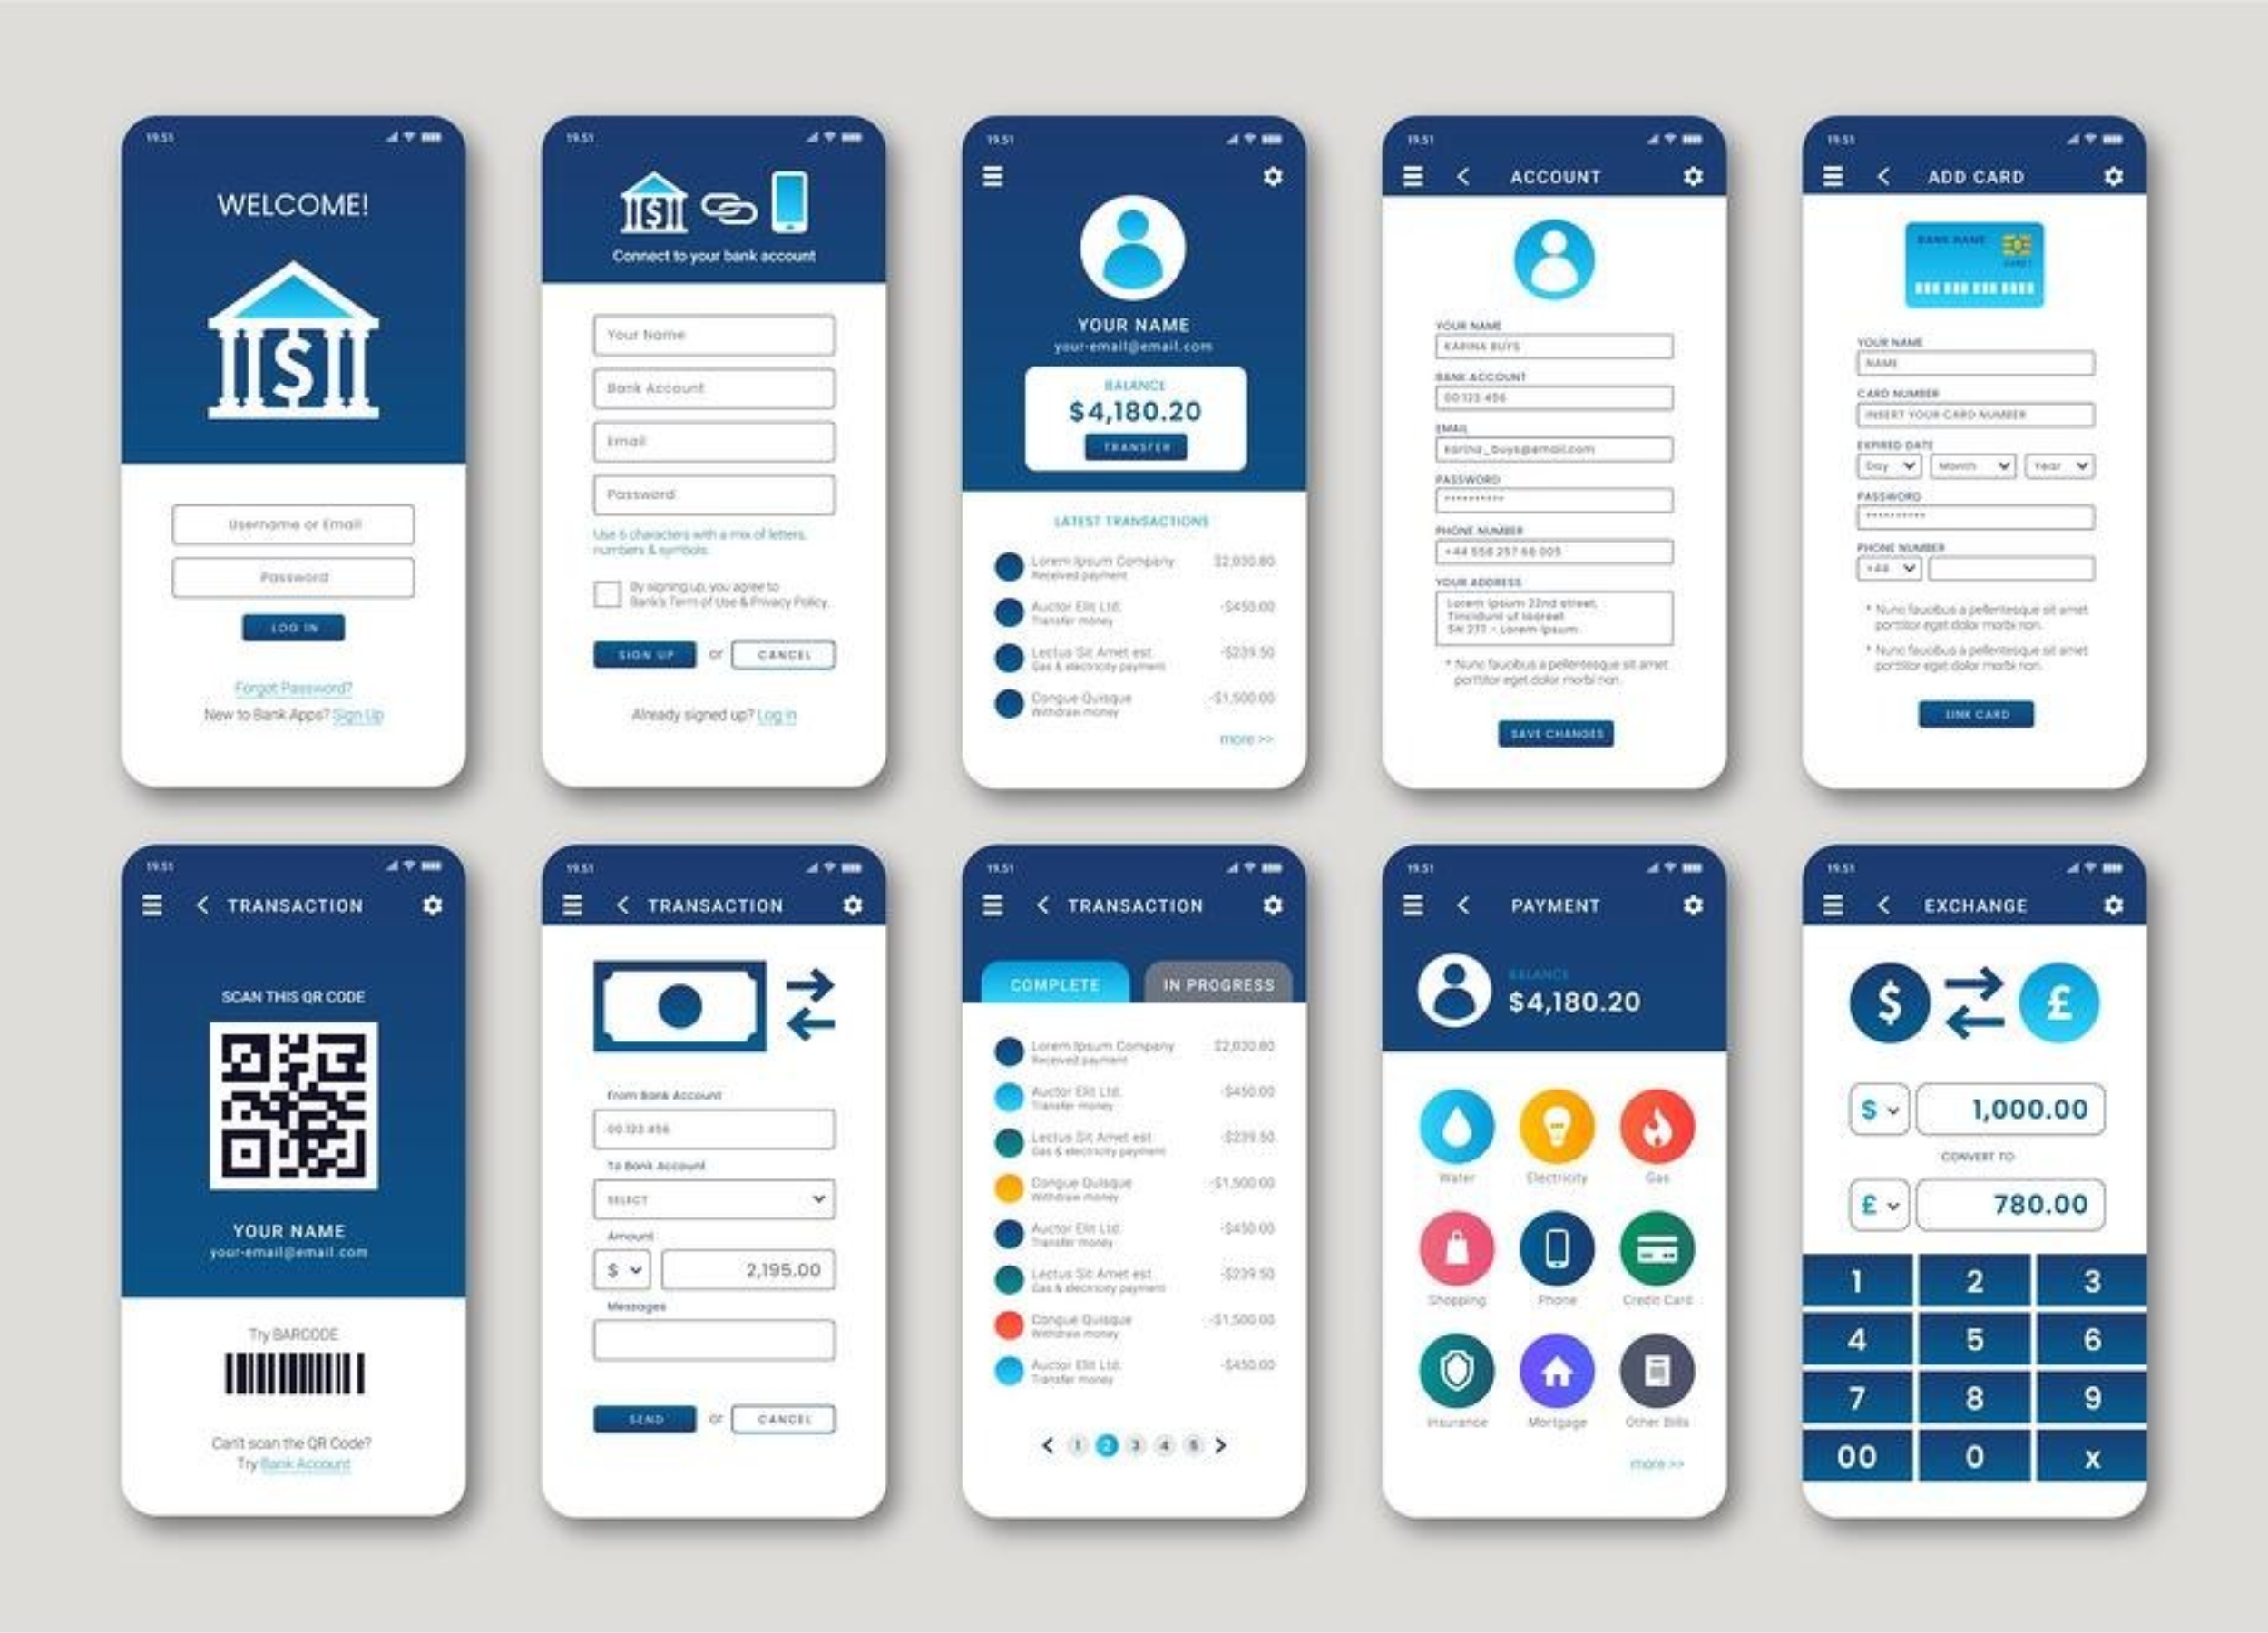 19.51
WELCOME!
$
Username or Email
Password
LOG IN
Forgot Password?
New to Bank Apps? Sign Up
19.51
$
Connect to your bank account
Your Name
Bank Account
Email
Password
Use 6 characters with a mix of letters,
numbers & symbols.
By signing up, you agree to
Bank's Term of Use & Privacy Policy.
SIGN UP or CANCEL
Already signed up? Log in
19.51
YOUR NAME
your-email@email.com
BALANCE
$4,180.20
TRANSFER
LATEST TRANSACTIONS
Lorem Ipsum Company $2,030.80
Received payment
Auctor Elit Ltd. -$450.00
Transfer money
Lectus Sit Amet est -$239.50
Gas & electricity payment
Congue Quisque -$1,500.00
Withdraw money
more >>
19.51
< ACCOUNT
YOUR NAME
KARINA BUYS
BANK ACCOUNT
00 123 456
EMAIL
karina_buys@email.com
PASSWORD
**********
PHONE NUMBER
+44 558 257 68 005
YOUR ADDRESS
Lorem Ipsum 22nd street,
Tincidunt ut laoreet
SW 277 - Lorem Ipsum
* Nunc faucibus a pellentesque sit amet
porttitor eget dolor morbi non.
SAVE CHANGES
19.51
< ADD CARD
BANK NAME
YOUR NAME
NAME
CARD NUMBER
INSERT YOUR CARD NUMBER
EXPIRED DATE
Day Month Year
PASSWORD
**********
PHONE NUMBER
+44
* Nunc faucibus a pellentesque sit amet
porttitor eget dolor morbi non.
* Nunc faucibus a pellentesque sit amet
porttitor eget dolor morbi non.
LINK CARD
19.51
< TRANSACTION
SCAN THIS QR CODE
YOUR NAME
your-email@email.com
Try BARCODE
Can't scan the QR Code?
Try Bank Account
19.51
< TRANSACTION
From Bank Account
00 123 456
To Bank Account
SELECT
Amount
$ 2,195.00
Messages
SEND or CANCEL
19.51
< TRANSACTION
COMPLETE IN PROGRESS
Lorem Ipsum Company $2,030.80
Received payment
Auctor Elit Ltd. -$450.00
Transfer money
Lectus Sit Amet est -$239.50
Gas & electricity payment
Congue Quisque -$1,500.00
Withdraw money
Auctor Elit Ltd. -$450.00
Transfer money
Lectus Sit Amet est -$239.50
Gas & electricity payment
Congue Quisque -$1,500.00
Withdraw money
Auctor Elit Ltd. -$450.00
Transfer money
< 1 2 3 4 5 >
19.51
< PAYMENT
BALANCE
$4,180.20
Water Electricity Gas
Shopping Phone Credit Card
Insurance Mortgage Other Bills
more >>
19.51
< EXCHANGE
$ £
$ 1,000.00
CONVERT TO
£ 780.00
1 2 3
4 5 6
7 8 9
00 0 x